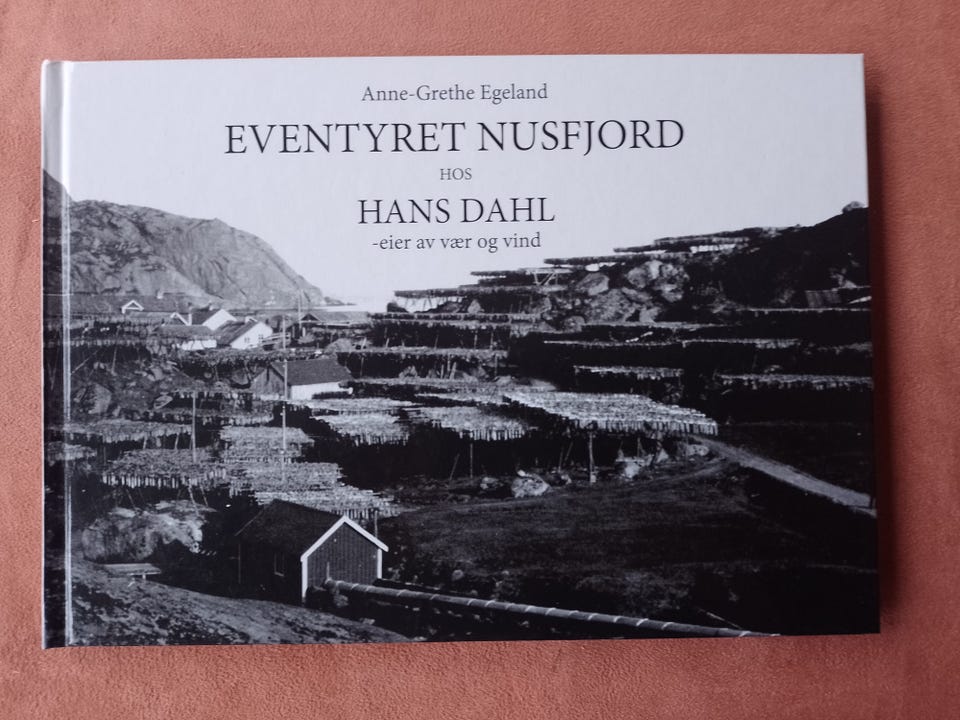 Anne-Grethe Egeland
EVENTYRET NUSFJORD
HOS
HANS DAHL
-eier av vær og vind